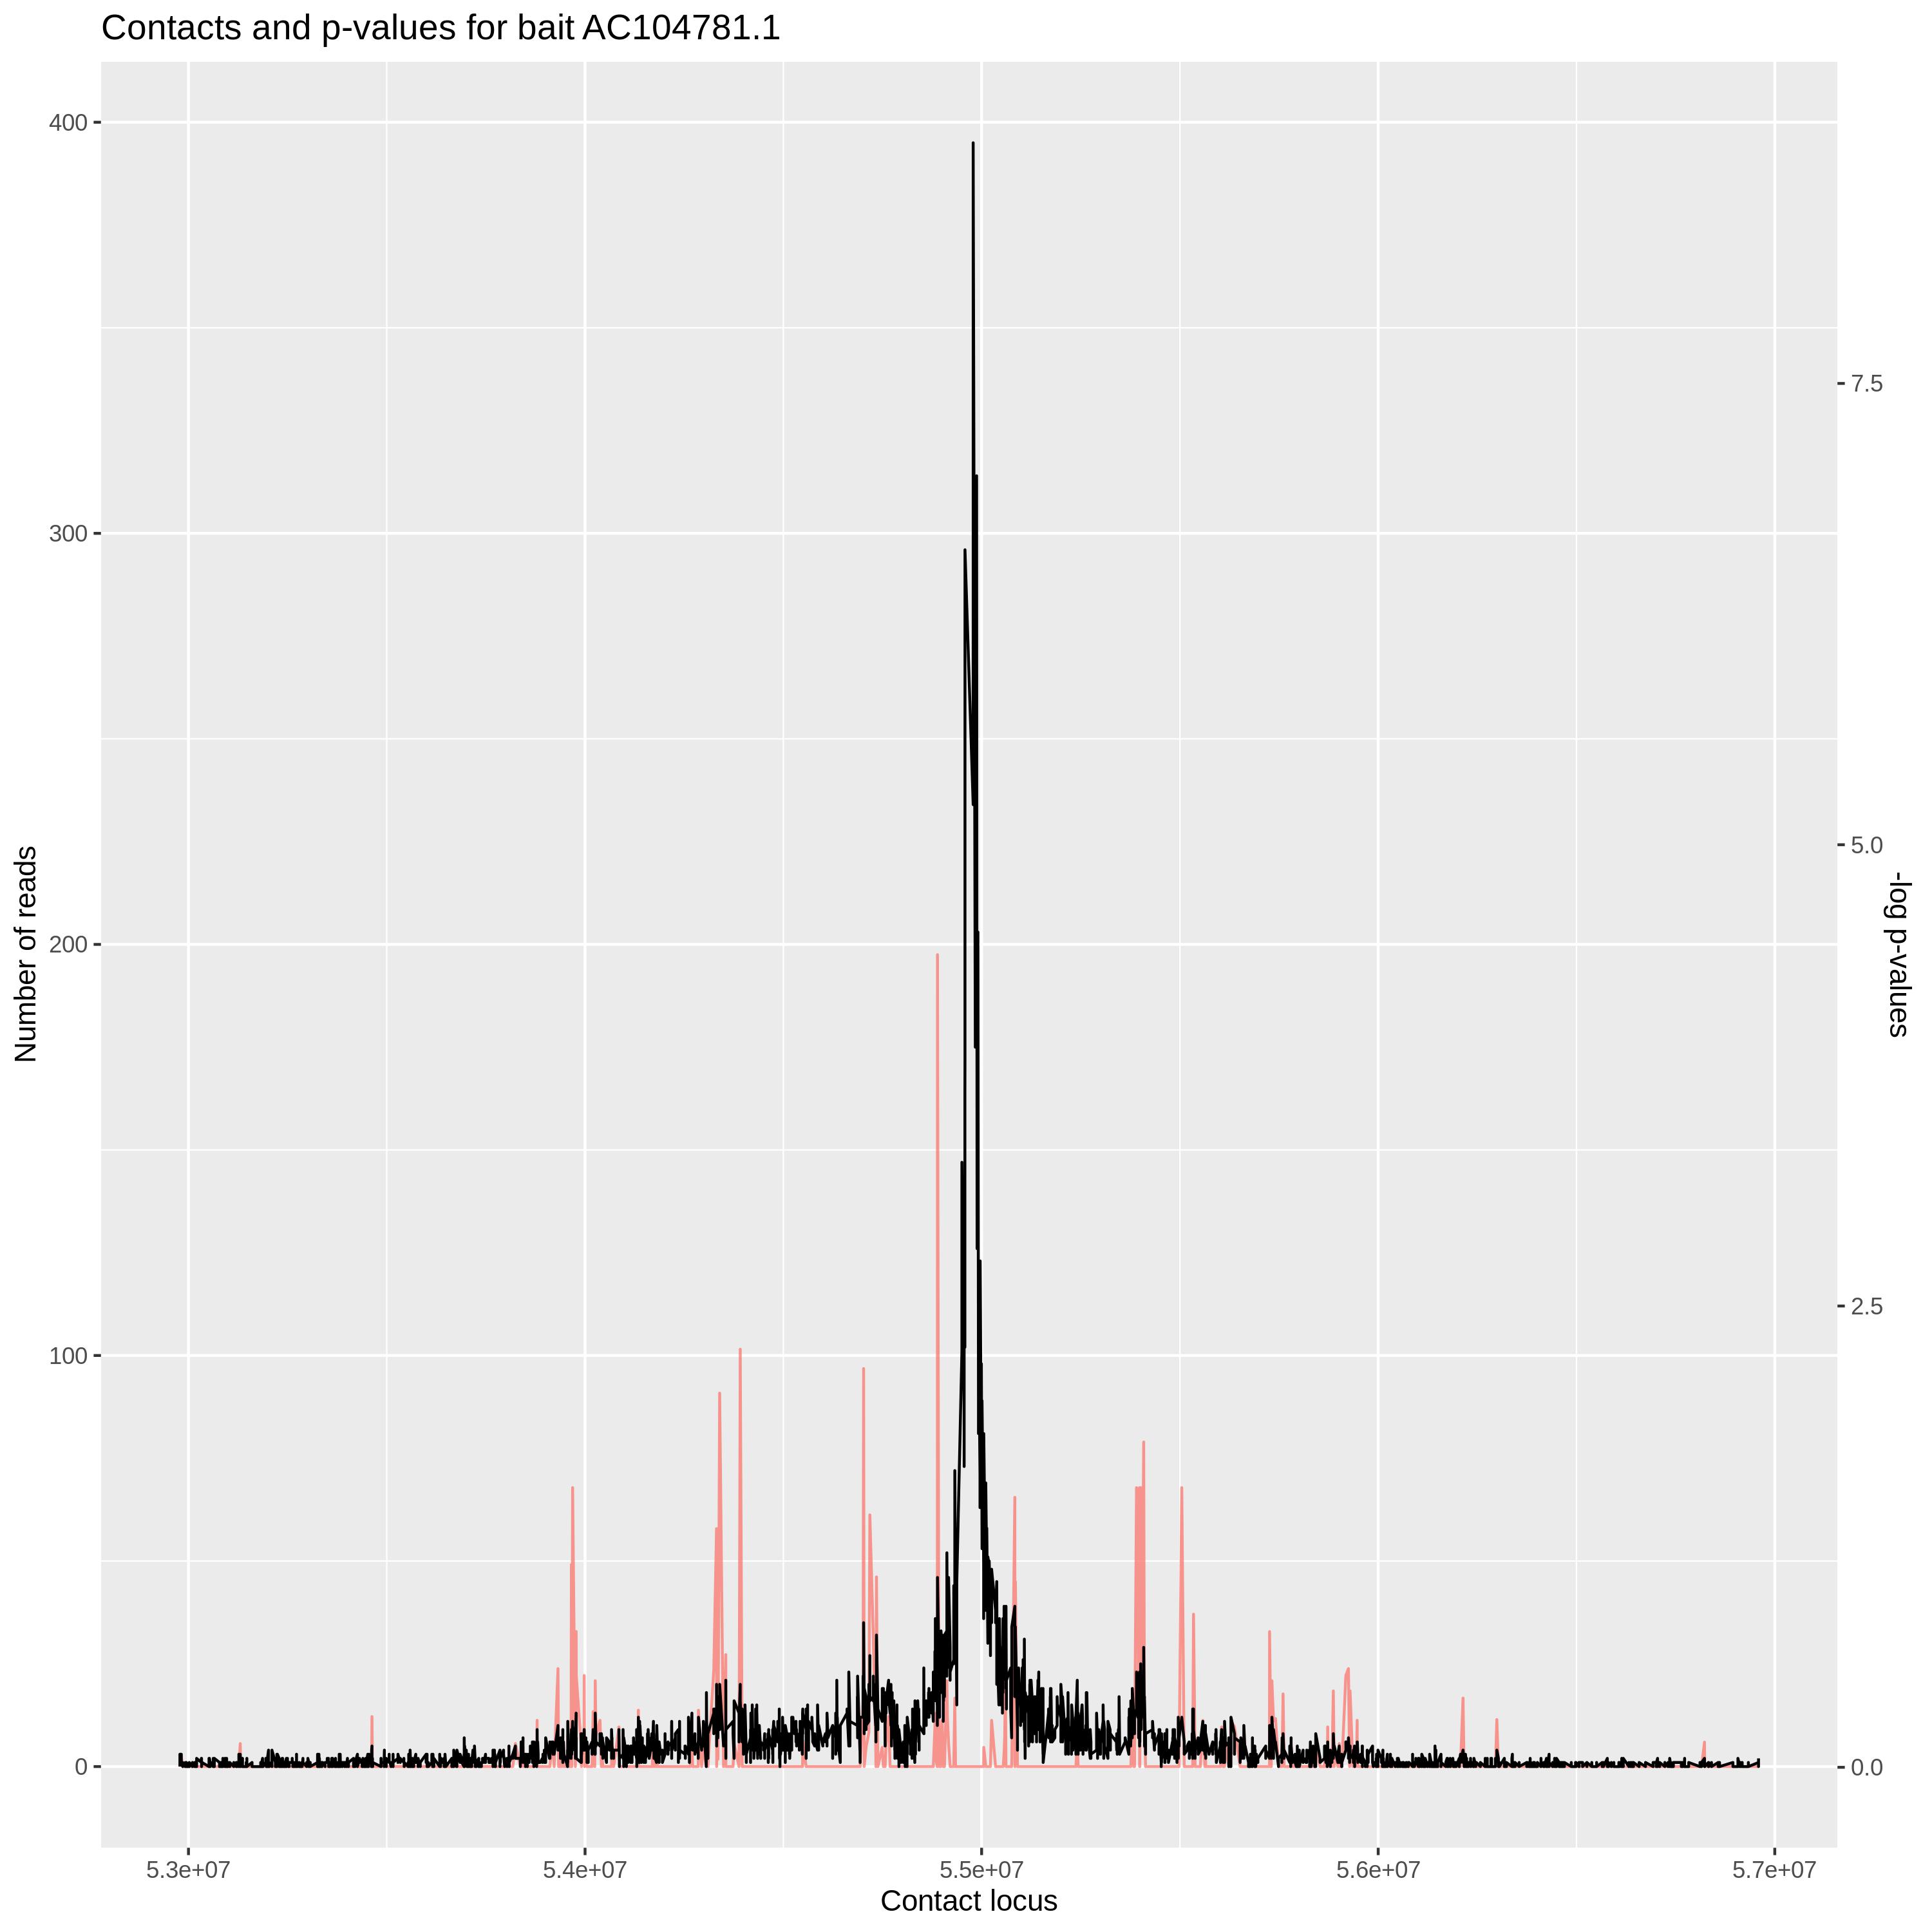 Contacts and p-values for bait AC104781.1
400
300
200
100
0
Number of reads
7.5
5.0
2.5
0.0
-log p-values
5.3e+07
5.4e+07
5.5e+07
5.6e+07
5.7e+07
Contact locus